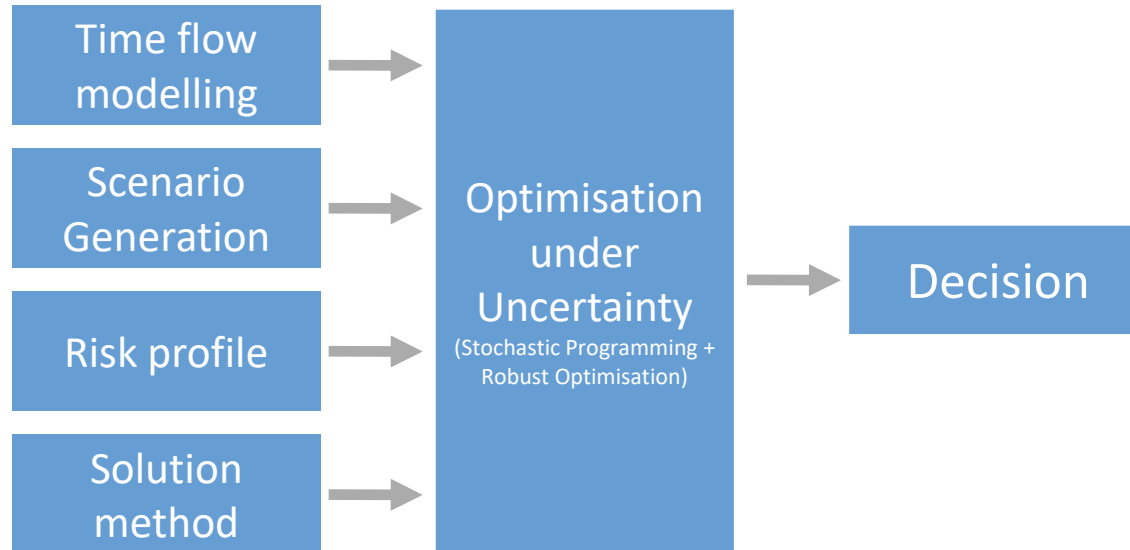 Time flow
modelling
Scenario
Generation
Risk profile
Solution
method
Optimisation
under
Uncertainty
(Stochastic Programming +
Robust Optimisation)
Decision